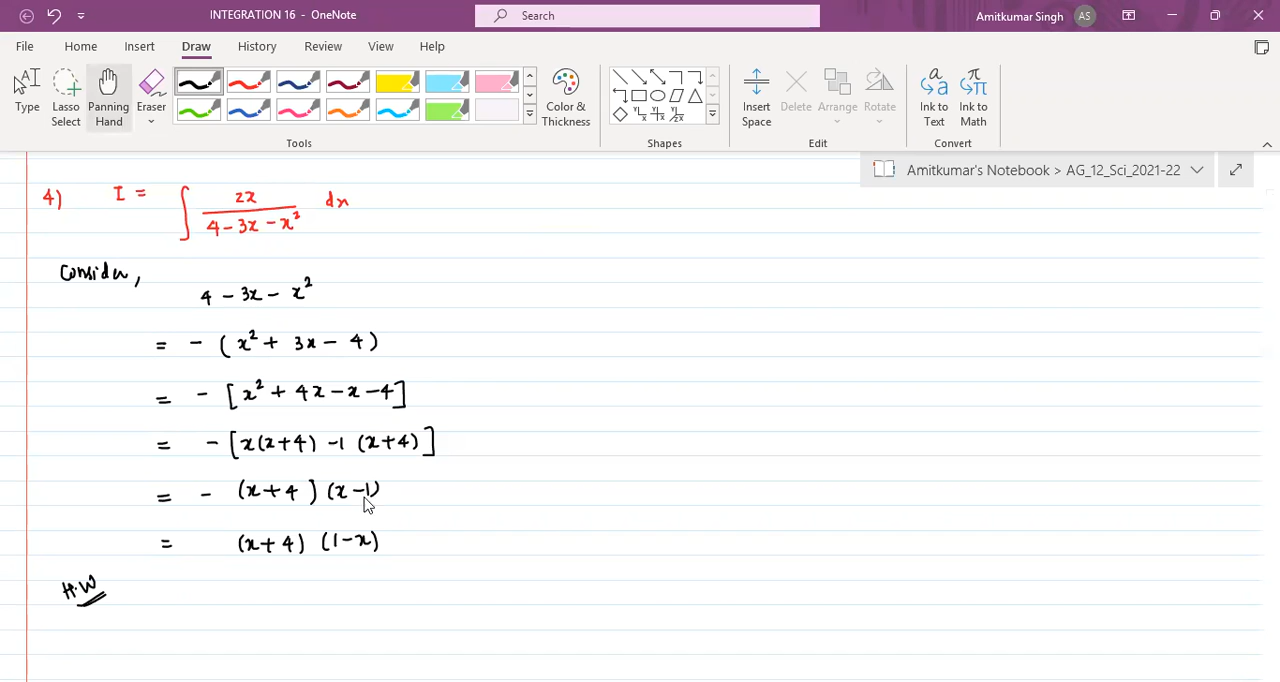 INTEGRATION 16 - OneNote
Search
Amitkumar Singh AS
File Home Insert Draw History Review View Help
Type
Lasso Select
Panning Hand
Eraser
Color & Thickness
Insert Space
Delete
Arrange
Rotate
Ink to Text
Ink to Math
Tools
Shapes
Edit
Convert
Amitkumar's Notebook > AG_12_Sci_2021-22
4) I = ∫ 2x / (4 - 3x - x²) dx
Consider,
4 - 3x - x²
= - (x² + 3x - 4)
= - [x² + 4x - x - 4]
= - [x(x+4) -1 (x+4)]
= - (x+4) (x-1)
= (x+4) (1-x)
H.W